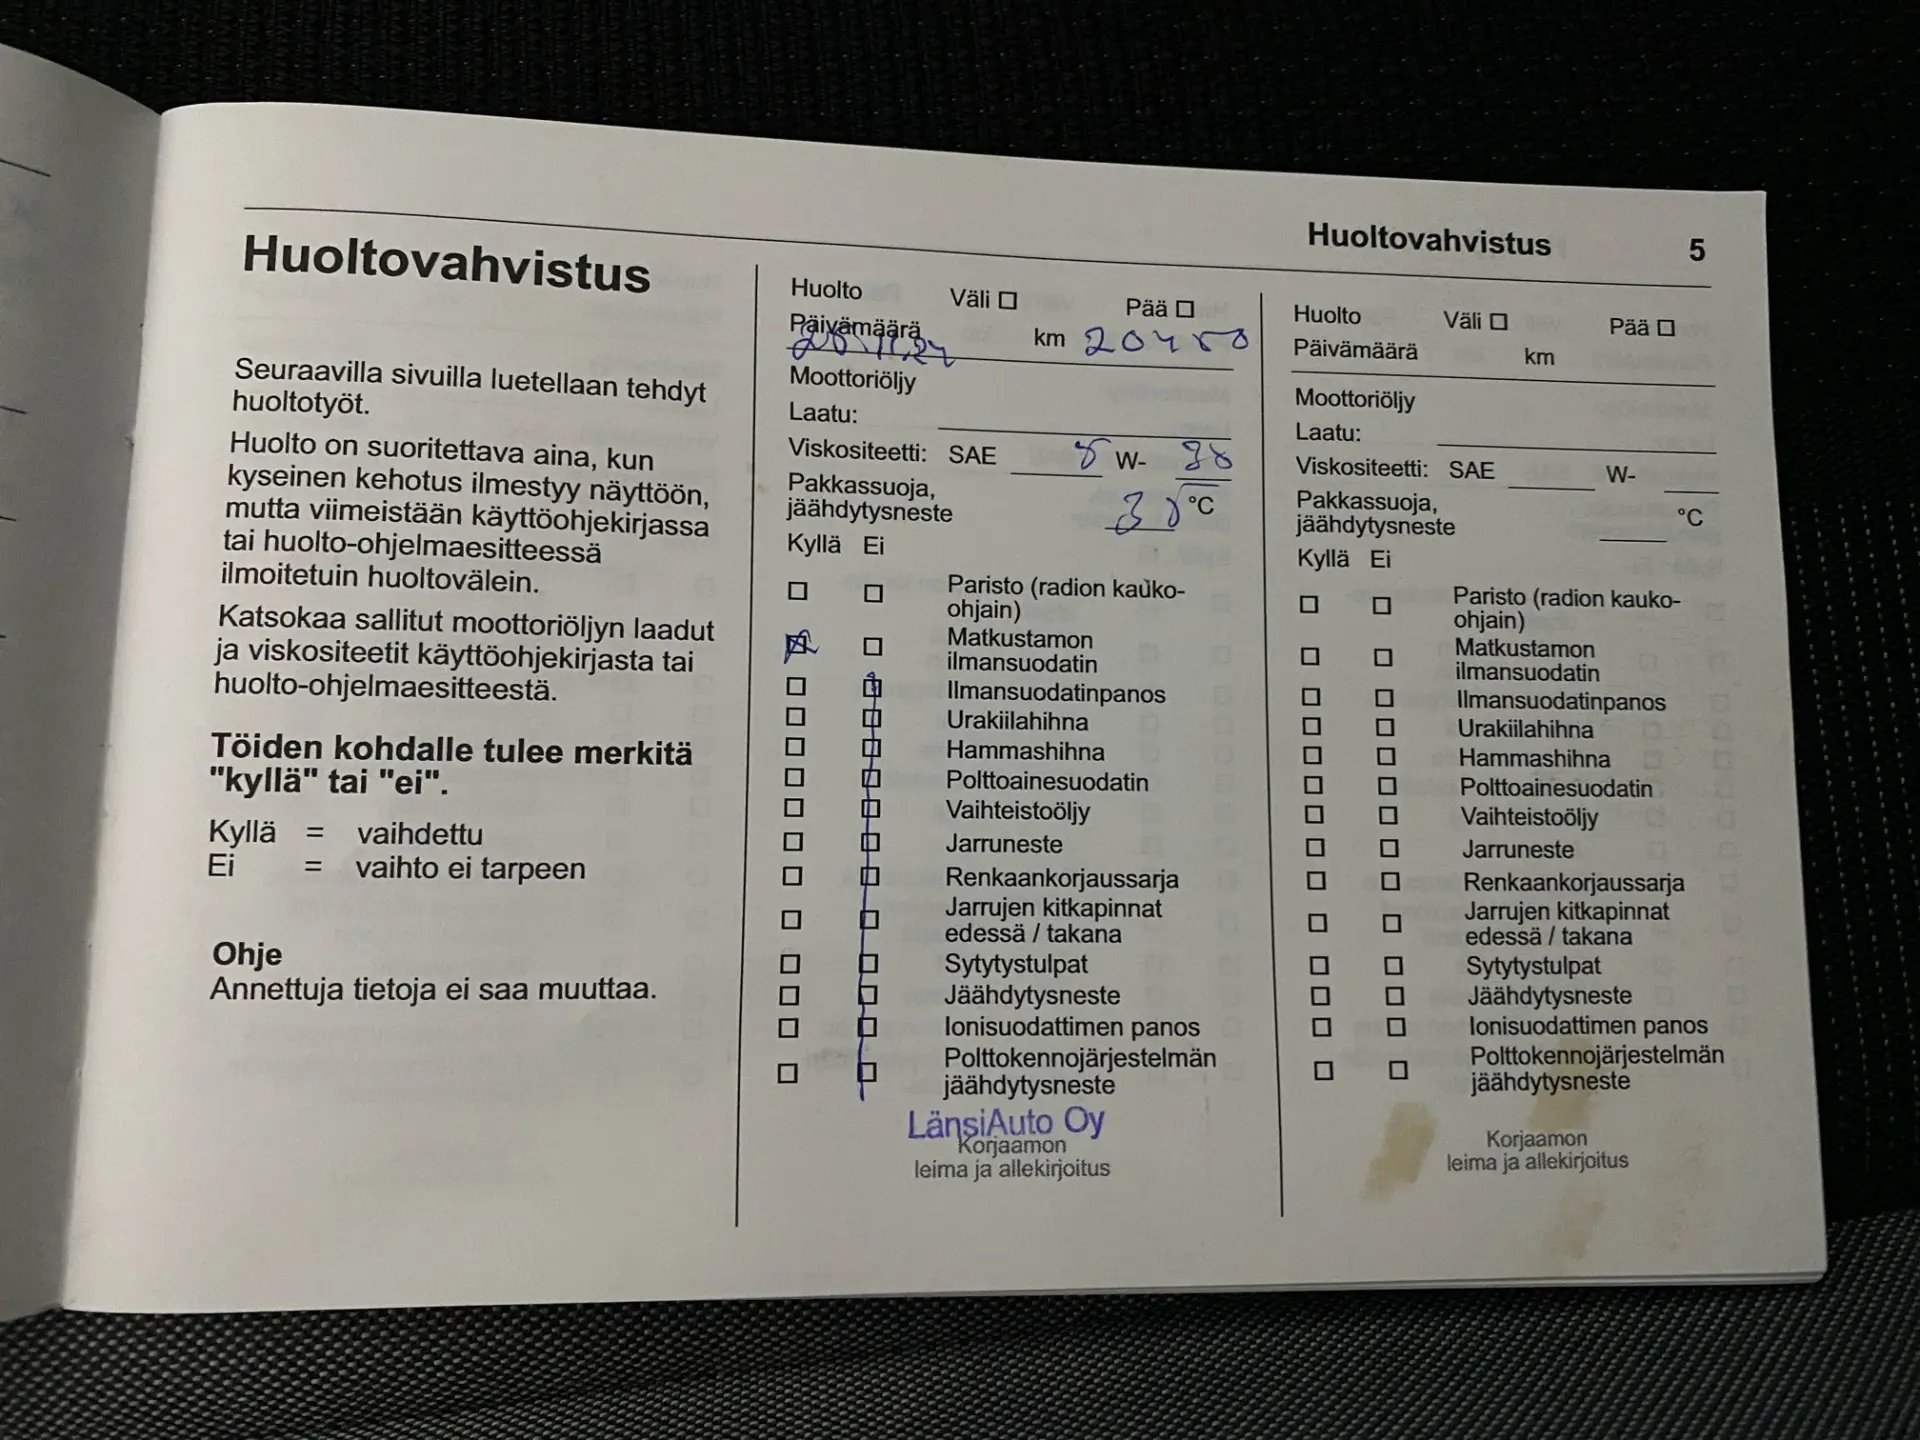 Huoltovahvistus 5
Huoltovahvistus
Seuraavilla sivuilla luetellaan tehdyt
huoltotyöt.
Huolto on suoritettava aina, kun
kyseinen kehotus ilmestyy näyttöön,
mutta viimeistään käyttöohjekirjassa
tai huolto-ohjelmaesitteessä
ilmoitetuin huoltovälein.
Katsokaa sallitut moottoriöljyn laadut
ja viskositeetit käyttöohjekirjasta tai
huolto-ohjelmaesitteestä.
Töiden kohdalle tulee merkitä
"kyllä" tai "ei".
Kyllä = vaihdettu
Ei = vaihto ei tarpeen
Ohje
Annettuja tietoja ei saa muuttaa.
Huolto Väli Pää
Päivämäärä km
Moottoriöljy
Laatu:
Viskositeetti: SAE W-
Pakkassuoja,
jäähdytysneste °C
Kyllä Ei
Paristo (radion kauko-
ohjain)
Matkustamon
ilmansuodatin
Ilmansuodatinpanos
Urakiilahihna
Hammashihna
Polttoainesuodatin
Vaihteistoöljy
Jarruneste
Renkaankorjaussarja
Jarrujen kitkapinnat
edessä / takana
Sytytystulpat
Jäähdytysneste
Ionisuodattimen panos
Polttokennojärjestelmän
jäähdytysneste
LänsiAuto Oy
Korjaamon
leima ja allekirjoitus
Huolto Väli Pää
Päivämäärä km
Moottoriöljy
Laatu:
Viskositeetti: SAE W-
Pakkassuoja,
jäähdytysneste °C
Kyllä Ei
Paristo (radion kauko-
ohjain)
Matkustamon
ilmansuodatin
Ilmansuodatinpanos
Urakiilahihna
Hammashihna
Polttoainesuodatin
Vaihteistoöljy
Jarruneste
Renkaankorjaussarja
Jarrujen kitkapinnat
edessä / takana
Sytytystulpat
Jäähdytysneste
Ionisuodattimen panos
Polttokennojärjestelmän
jäähdytysneste
Korjaamon
leima ja allekirjoitus